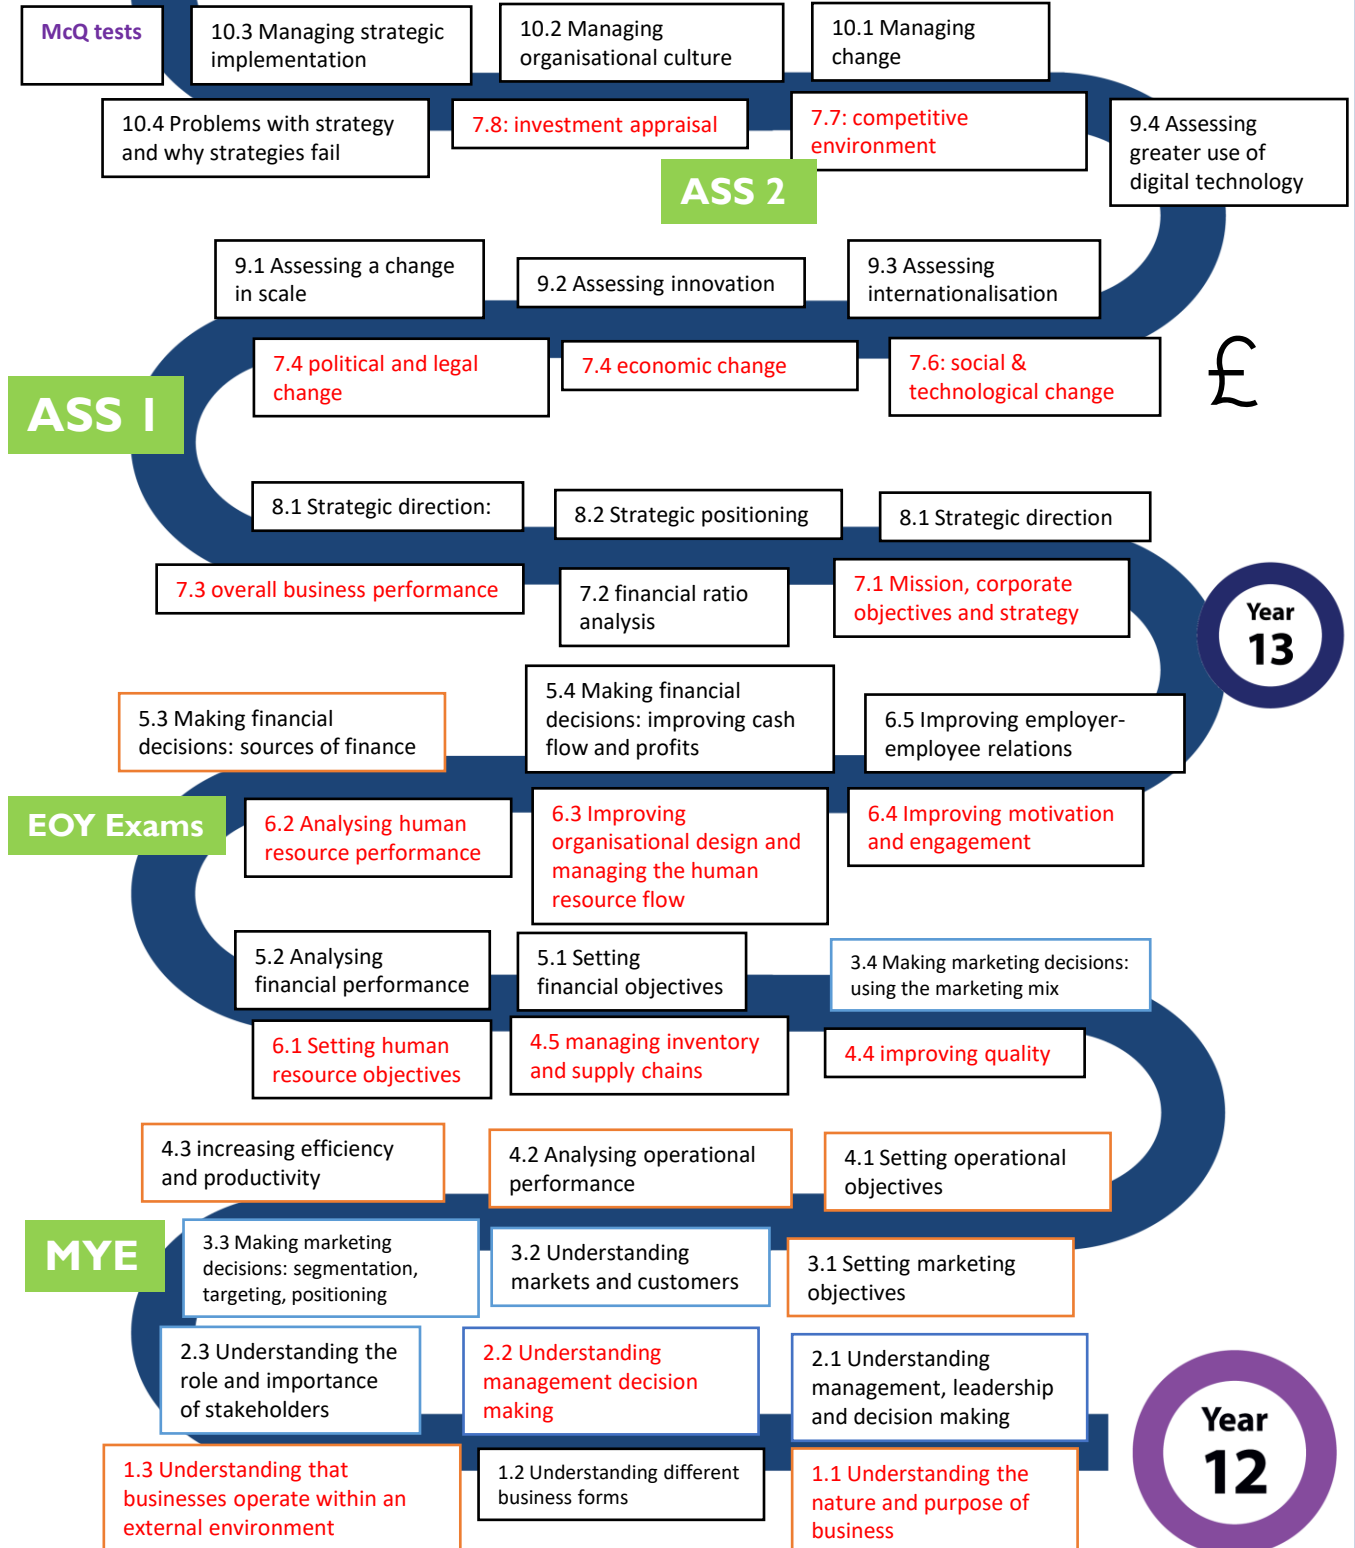 McQ tests
10.3 Managing strategic
implementation
10.2 Managing
organisational culture
10.1 Managing
change
10.4 Problems with strategy
and why strategies fail
7.8: investment appraisal
7.7: competitive
environment
9.4 Assessing
greater use of
digital technology
ASS 2
9.1 Assessing a change
in scale
9.2 Assessing innovation
9.3 Assessing
internationalisation
7.4 political and legal
change
7.4 economic change
7.6: social &
technological change
£
ASS 1
8.1 Strategic direction:
8.2 Strategic positioning
8.1 Strategic direction
7.3 overall business performance
7.2 financial ratio
analysis
7.1 Mission, corporate
objectives and strategy
Year
13
5.3 Making financial
decisions: sources of finance
5.4 Making financial
decisions: improving cash
flow and profits
6.5 Improving employer-
employee relations
EOY Exams
6.2 Analysing human
resource performance
6.3 Improving
organisational design and
managing the human
resource flow
6.4 Improving motivation
and engagement
5.2 Analysing
financial performance
5.1 Setting
financial objectives
3.4 Making marketing decisions:
using the marketing mix
6.1 Setting human
resource objectives
4.5 managing inventory
and supply chains
4.4 improving quality
4.3 increasing efficiency
and productivity
4.2 Analysing operational
performance
4.1 Setting operational
objectives
MYE
3.3 Making marketing
decisions: segmentation,
targeting, positioning
3.2 Understanding
markets and customers
3.1 Setting marketing
objectives
2.3 Understanding the
role and importance
of stakeholders
2.2 Understanding
management decision
making
2.1 Understanding
management, leadership
and decision making
Year
12
1.3 Understanding that
businesses operate within an
external environment
1.2 Understanding different
business forms
1.1 Understanding the
nature and purpose of
business